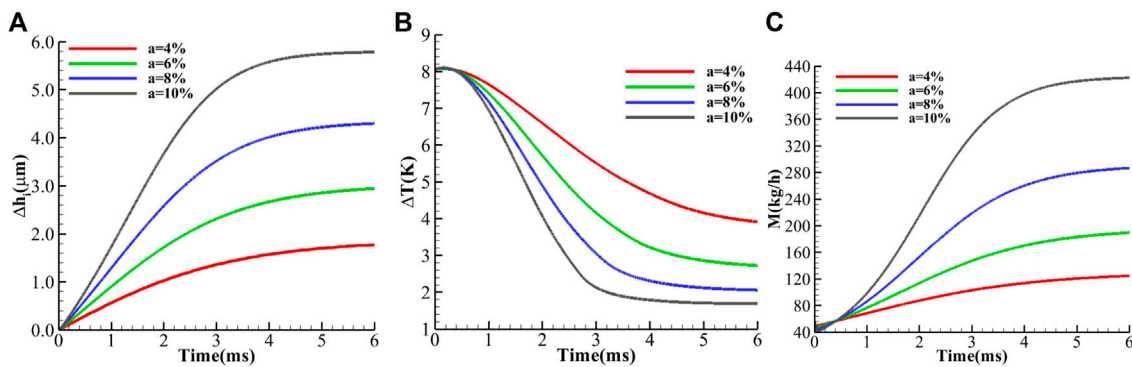 A
Δhᵢ(μm)
6.0
5.0
4.0
3.0
2.0
1.0
0.0
a=4%
a=6%
a=8%
a=10%
0 1 2 3 4 5 6
Time(ms)
B
ΔT(K)
9
8
7
6
5
4
3
2
1
a=4%
a=6%
a=8%
a=10%
0 1 2 3 4 5 6
Time(ms)
C
M(kg/h)
440
400
360
320
280
240
200
160
120
80
40
a=4%
a=6%
a=8%
a=10%
0 1 2 3 4 5 6
Time(ms)